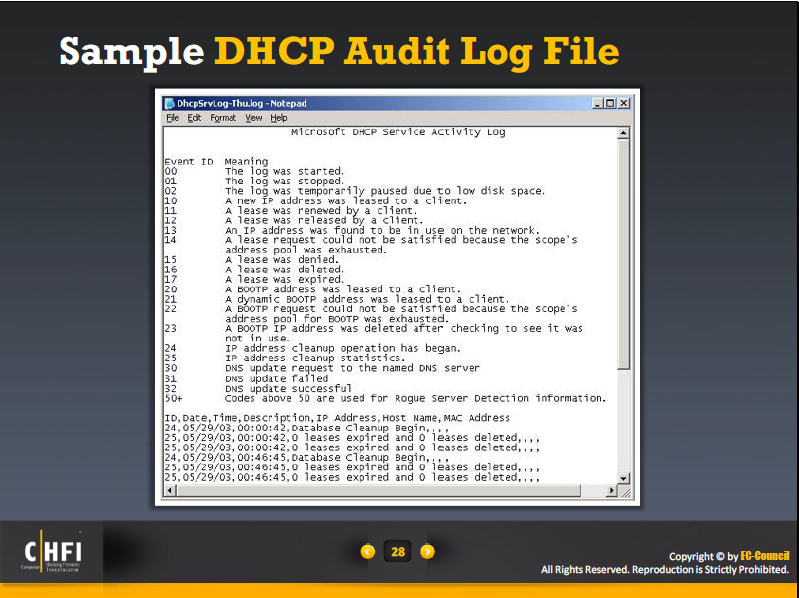 Sample DHCP Audit Log File
DhcpSrvLog-Thu.log - Notepad
File Edit Format View Help
Microsoft DHCP Service Activity Log
Event ID Meaning
00 The log was started.
01 The log was stopped.
02 The log was temporarily paused due to low disk space.
10 A new IP address was leased to a client.
11 A lease was renewed by a client.
12 A lease was released by a client.
13 An IP address was found to be in use on the network.
14 A lease request could not be satisfied because the scope's
address pool was exhausted.
15 A lease was denied.
16 A lease was deleted.
17 A lease was expired.
20 A BOOTP address was leased to a client.
21 A dynamic BOOTP address was leased to a client.
22 A BOOTP request could not be satisfied because the scope's
address pool for BOOTP was exhausted.
23 A BOOTP IP address was deleted after checking to see it was
not in use.
24 IP address cleanup operation has began.
25 IP address cleanup statistics.
30 DNS update request to the named DNS server
31 DNS update failed
32 DNS update successful
50+ Codes above 50 are used for Rogue Server Detection information.
ID,Date,Time,Description,IP Address,Host Name,MAC Address
24,05/29/03,00:00:42,Database Cleanup Begin,,,,
25,05/29/03,00:00:42,0 leases expired and 0 leases deleted,,,,
25,05/29/03,00:00:42,0 leases expired and 0 leases deleted,,,,
24,05/29/03,00:46:45,Database Cleanup Begin,,,,
25,05/29/03,00:46:45,0 leases expired and 0 leases deleted,,,,
25,05/29/03,00:46:45,0 leases expired and 0 leases deleted,,,,
CHFI
Computer Hacking Forensic
INVESTIGATOR
28
Copyright © by EC-Council
All Rights Reserved. Reproduction is Strictly Prohibited.